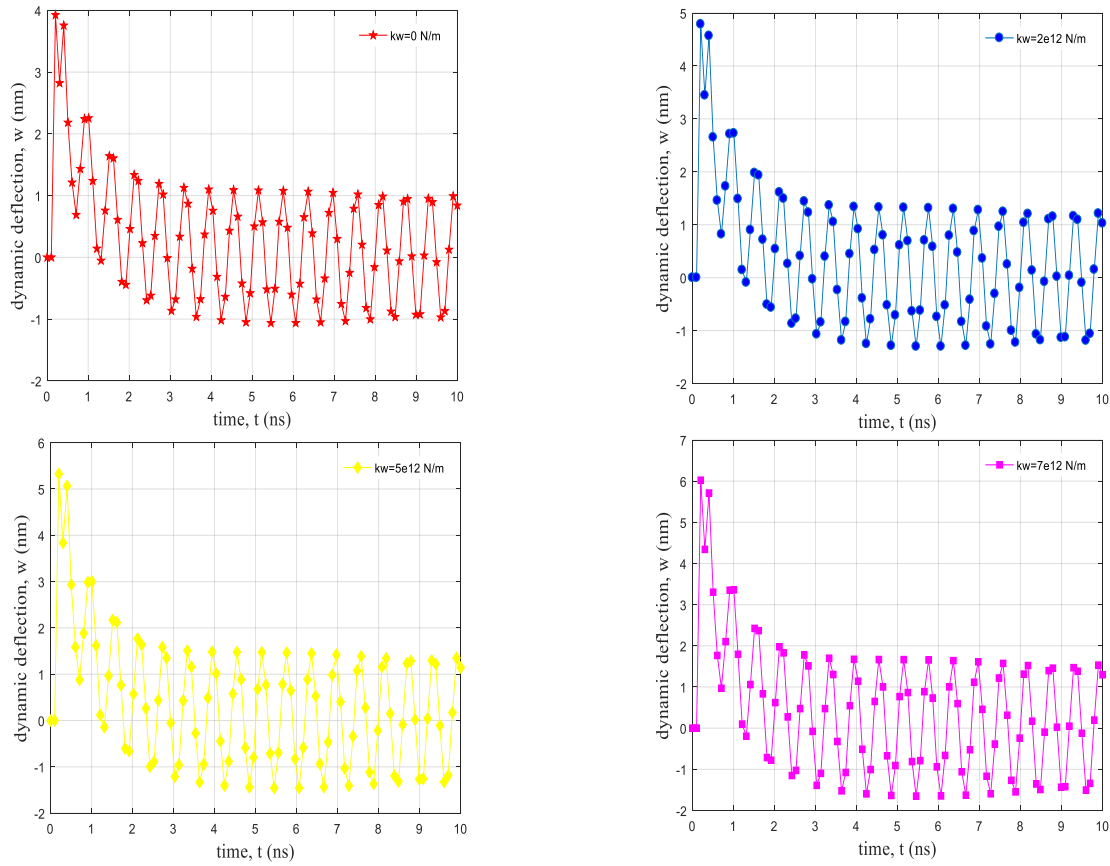 4
3
2
1
0
-1
-2
dynamic deflection, w (nm)
kw=0 N/m
0 1 2 3 4 5 6 7 8 9 10
time, t (ns)
5
4
3
2
1
0
-1
-2
dynamic deflection, w (nm)
kw=2e12 N/m
0 1 2 3 4 5 6 7 8 9 10
time, t (ns)
6
5
4
3
2
1
0
-1
-2
dynamic deflection, w (nm)
kw=5e12 N/m
0 1 2 3 4 5 6 7 8 9 10
time, t (ns)
7
6
5
4
3
2
1
0
-1
-2
dynamic deflection, w (nm)
kw=7e12 N/m
0 1 2 3 4 5 6 7 8 9 10
time, t (ns)